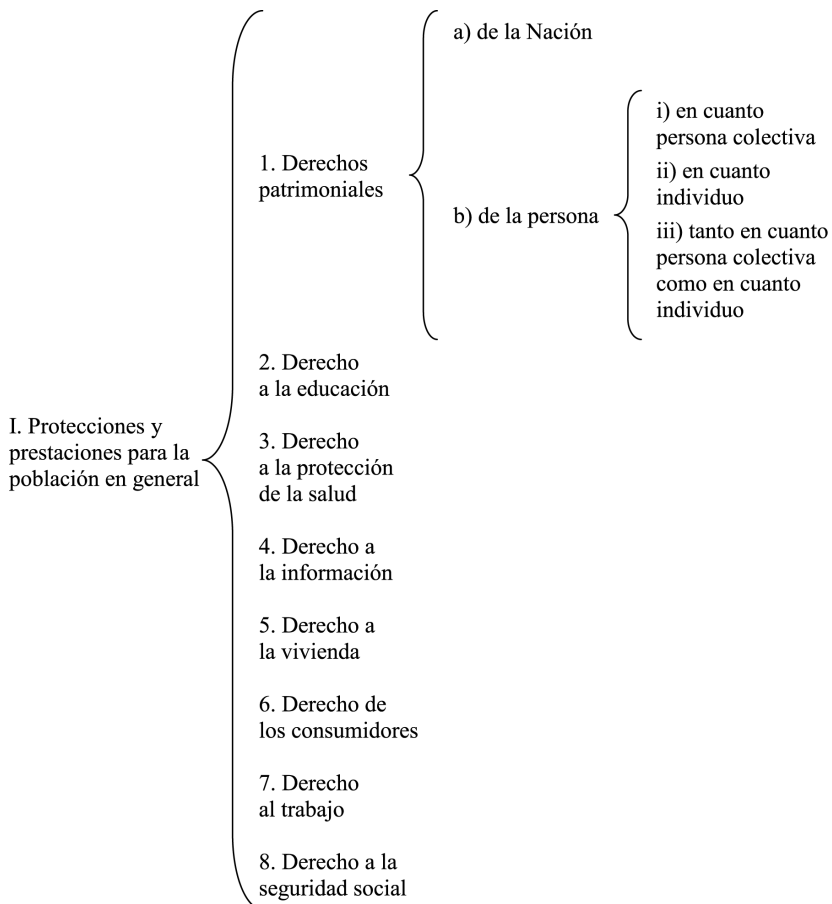 I. Protecciones y
prestaciones para la
población en general
1. Derechos
patrimoniales
a) de la Nación
b) de la persona
i) en cuanto
persona colectiva
ii) en cuanto
individuo
iii) tanto en cuanto
persona colectiva
como en cuanto
individuo
2. Derecho
a la educación
3. Derecho
a la protección
de la salud
4. Derecho a
la información
5. Derecho a
la vivienda
6. Derecho de
los consumidores
7. Derecho
al trabajo
8. Derecho a la
seguridad social